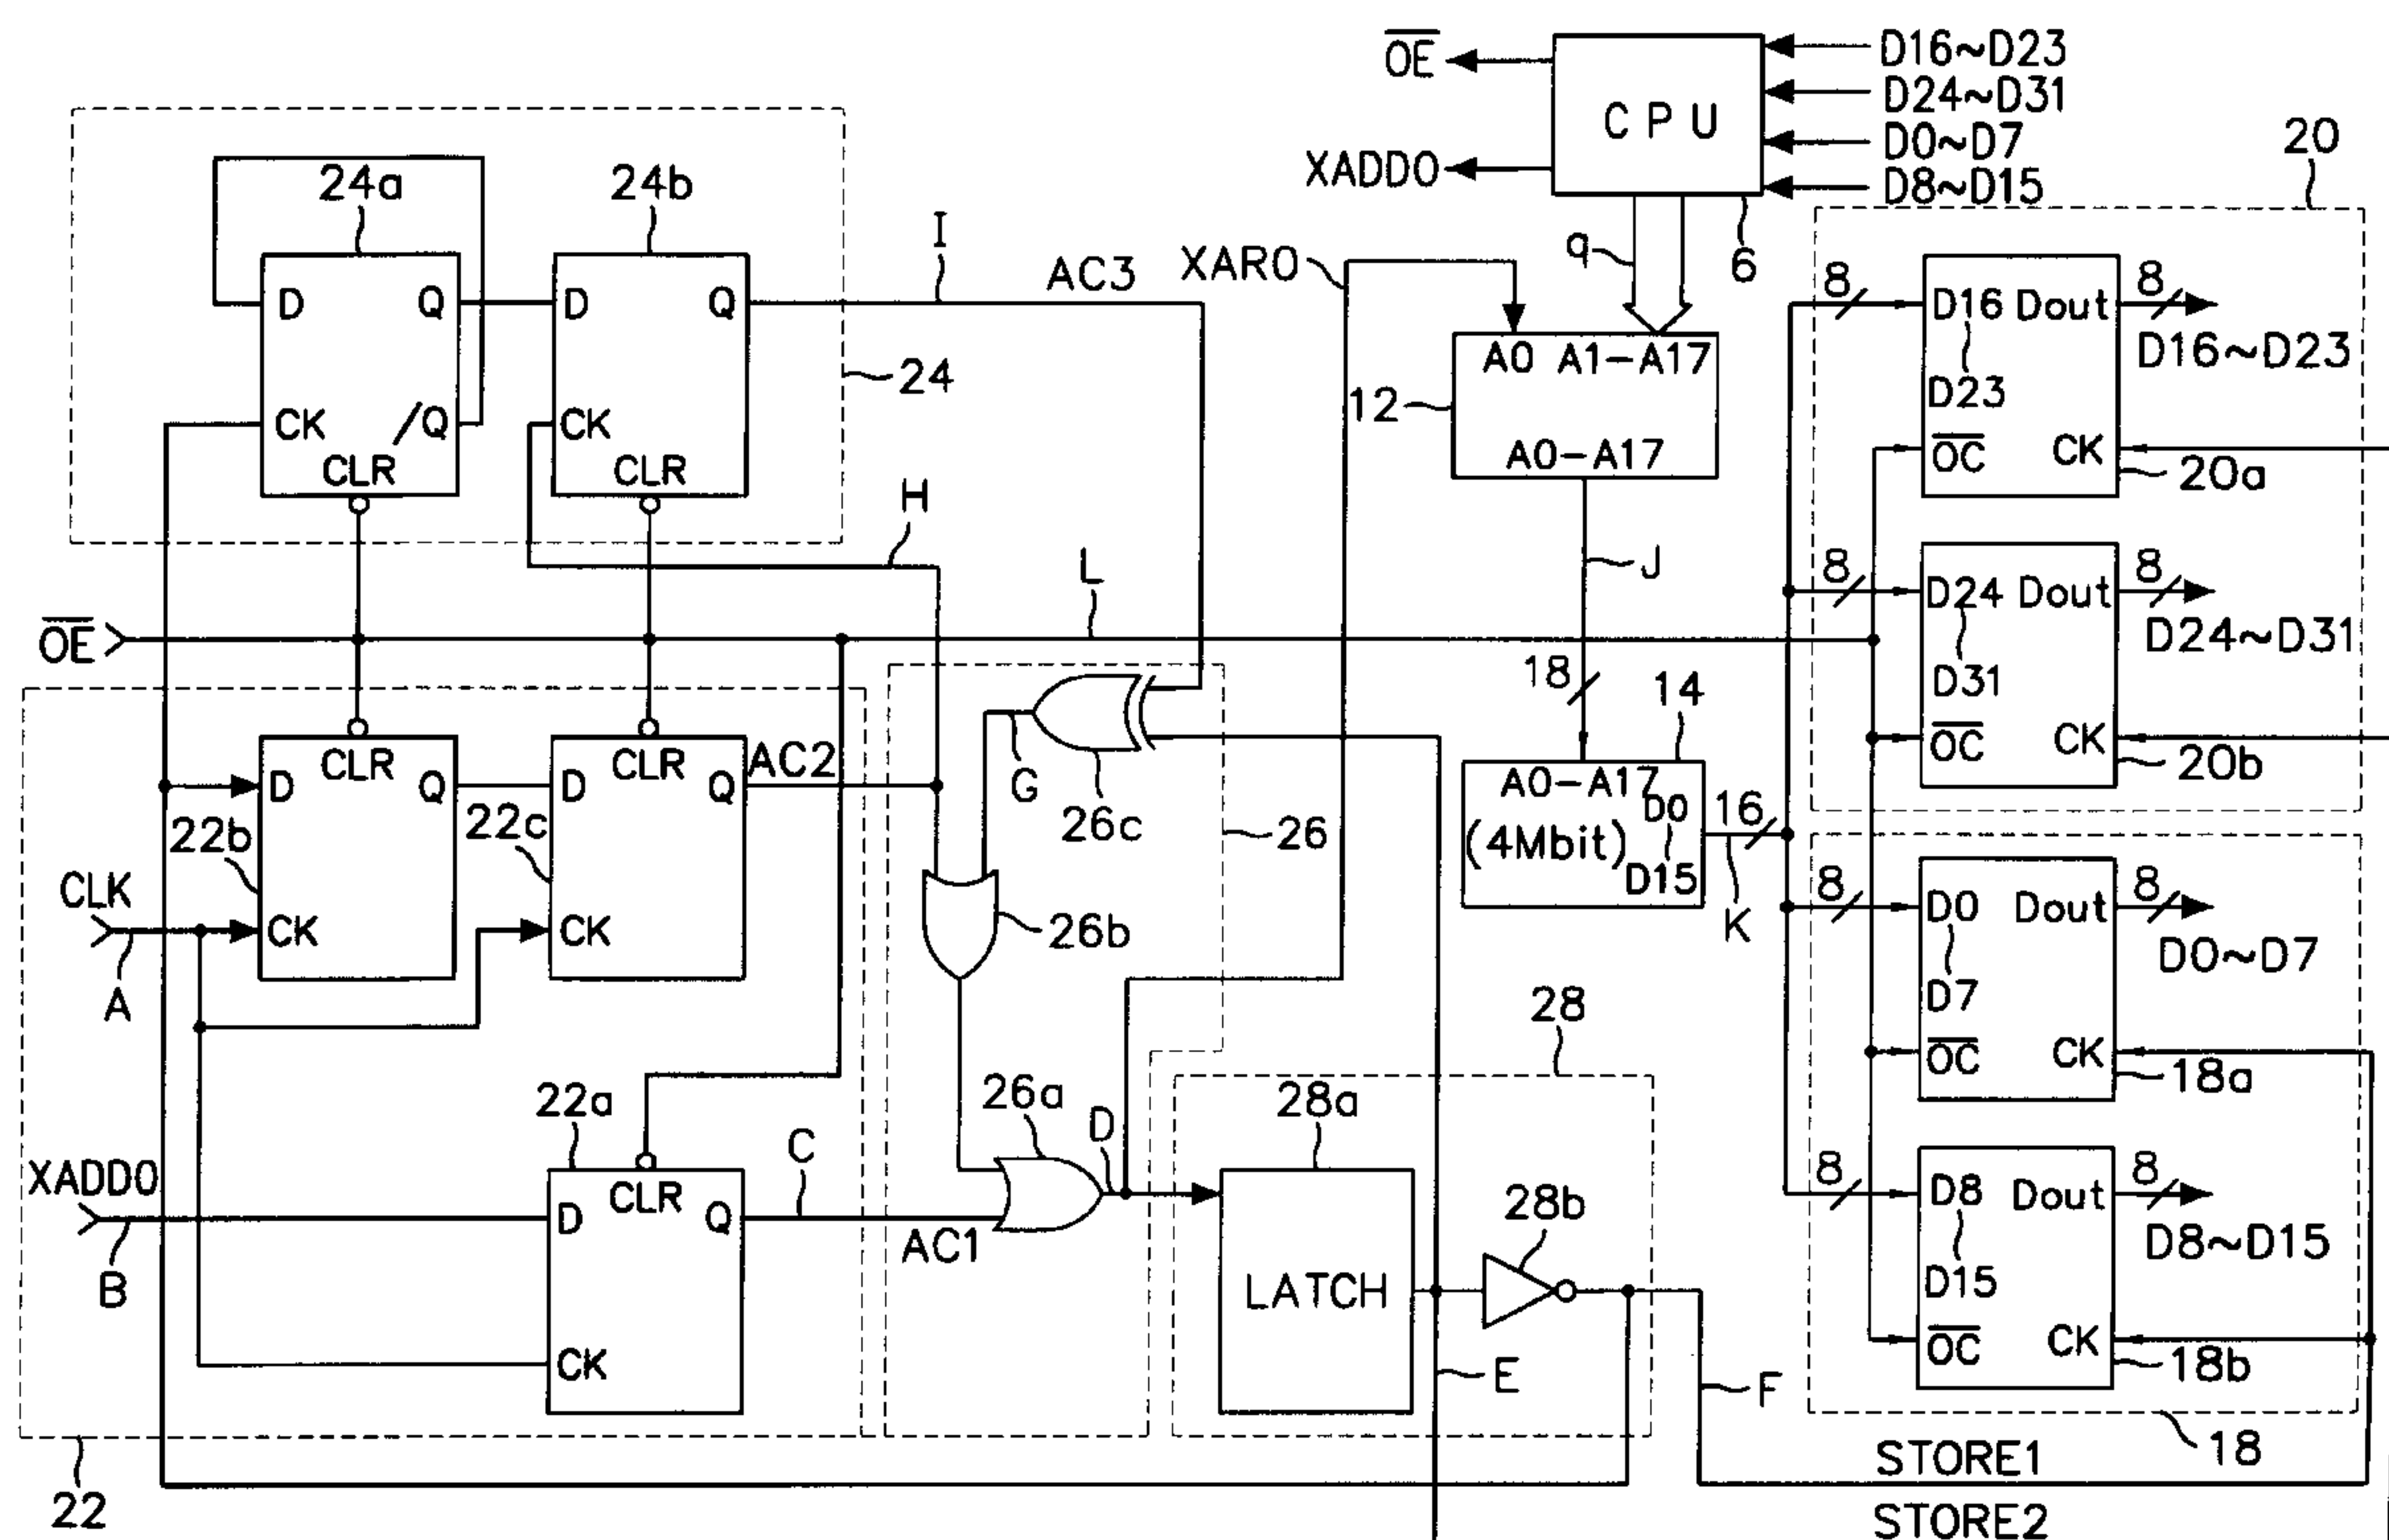 OE
XADD0
CPU
D16~D23
D24~D31
D0~D7
D8~D15
6
q
20
24a
24b
D
Q
CK
/Q
CLR
D
Q
CK
CLR
I
AC3
24
H
XAR0
A0 A1-A17
A0-A17
12
J
18
14
A0-A17
(4Mbit)
D0
D15
16
K
8
D16
D23
Dout
OC
CK
8
D16~D23
20a
8
D24
D31
Dout
OC
CK
8
D24~D31
20b
OE
L
D
CLR
Q
CK
22b
D
CLR
Q
CK
22c
AC2
CLK
A
G
26c
26
26b
8
D0
D7
Dout
OC
CK
8
D0~D7
18a
8
D8
D15
Dout
OC
CK
8
D8~D15
18b
18
XADD0
B
22a
D
CLR
Q
CK
C
AC1
26a
D
28
28a
LATCH
28b
E
F
22
STORE1
STORE2